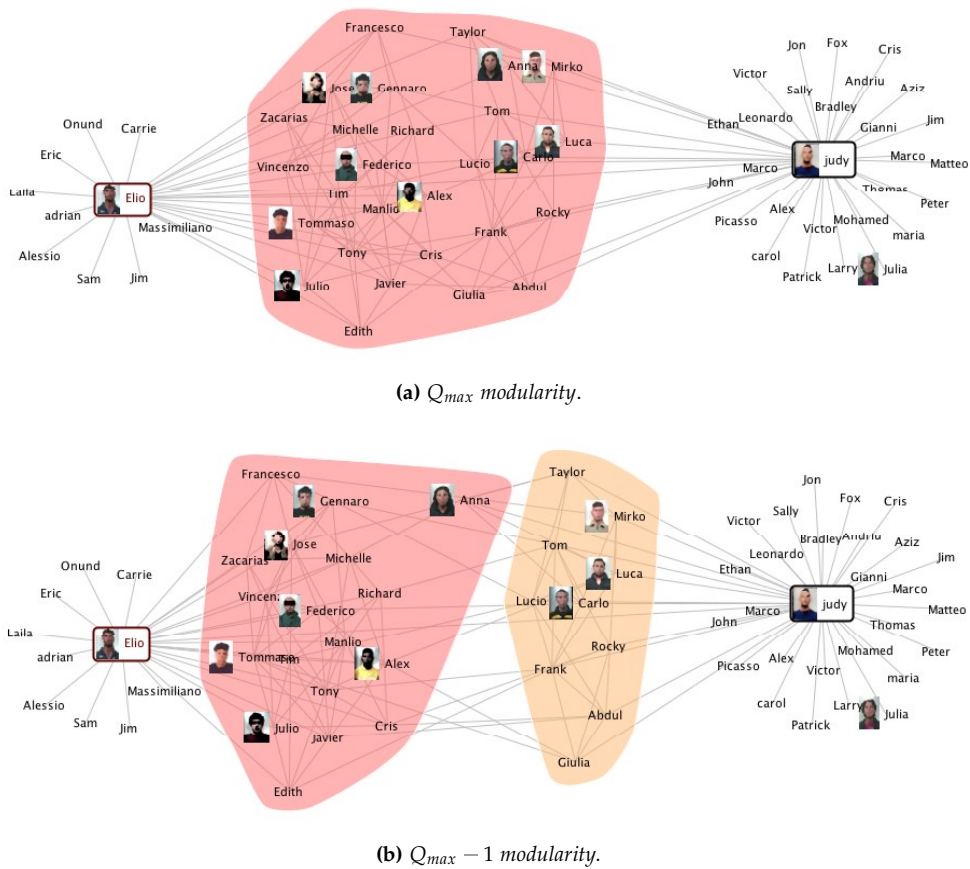 Francesco
Taylor
Jon
Fox
Cris
Anna
Mirko
Victor
Sally
Andriu
Aziz
Jose
Gennaro
Bradley
Onund
Carrie
Zacarias
Michelle
Richard
Tom
Ethan
Leonardo
Gianni
Jim
Eric
Vincenzo
Federico
Lucio
Carlo
Luca
Marco
judy
Marco
Matteo
Laila
Elio
Tim
Alex
John
Thomas
Peter
adrian
Massimiliano
Tommaso
Manlio
Rocky
Picasso
Alex
Victor
Mohamed
maria
Alessio
Tony
Cris
Frank
carol
Sam
Jim
Julio
Javier
Giulia
Abdul
Patrick
Larry
Julia
Edith
(a) Qmax modularity.
Francesco
Taylor
Jon
Gennaro
Anna
Mirko
Sally
Fox
Cris
Victor
Onund
Carrie
Jose
Zacarias
Michelle
Tom
Leonardo
Bradley
Andriu
Aziz
Jim
Eric
Richard
Luca
Ethan
Gianni
Marco
Federico
Lucio
Carlo
Marco
judy
Matteo
Laila
Elio
Manlio
Rocky
John
Thomas
Peter
adrian
Tommaso
Tim
Alex
Frank
Picasso
Alex
Victor
Mohamed
maria
Alessio
Massimiliano
Tony
carol
Sam
Jim
Julio
Javier
Cris
Abdul
Patrick
Larry
Julia
Edith
Giulia
(b) Qmax − 1 modularity.